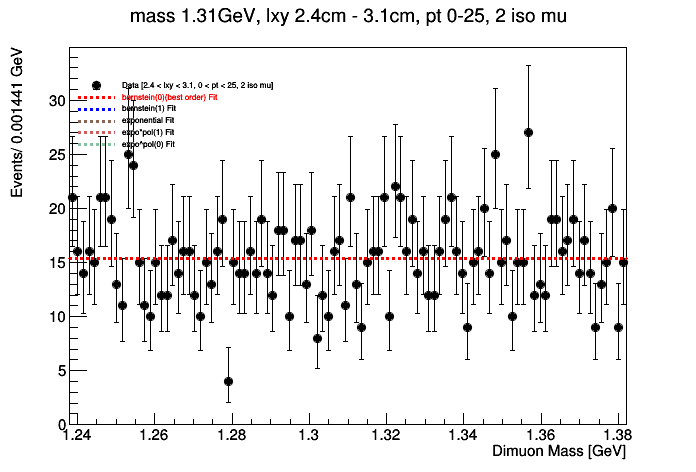 mass 1.31GeV, lxy 2.4cm - 3.1cm, pt 0-25, 2 iso mu
Events/ 0.001441 GeV
Data [2.4 < lxy < 3.1, 0 < pt < 25, 2 iso mu]
bernstein(0)(best order) Fit
bernstein(1) Fit
exponential Fit
expo*pol(1) Fit
expo*pol(0) Fit
30
25
20
15
10
5
0
1.24 1.26 1.28 1.3 1.32 1.34 1.36 1.38
Dimuon Mass [GeV]